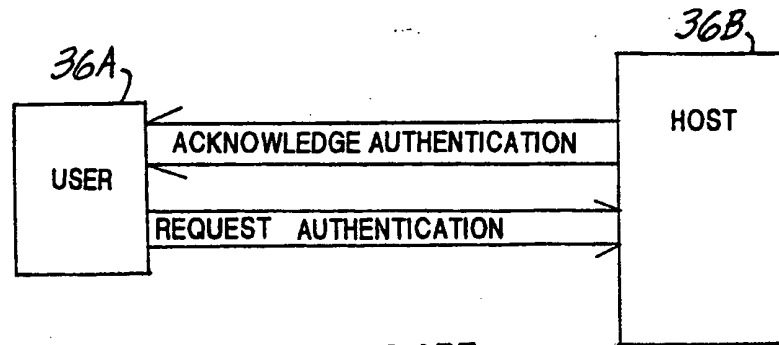 36A
36B
ACKNOWLEDGE AUTHENTICATION
HOST
USER
REQUEST AUTHENTICATION